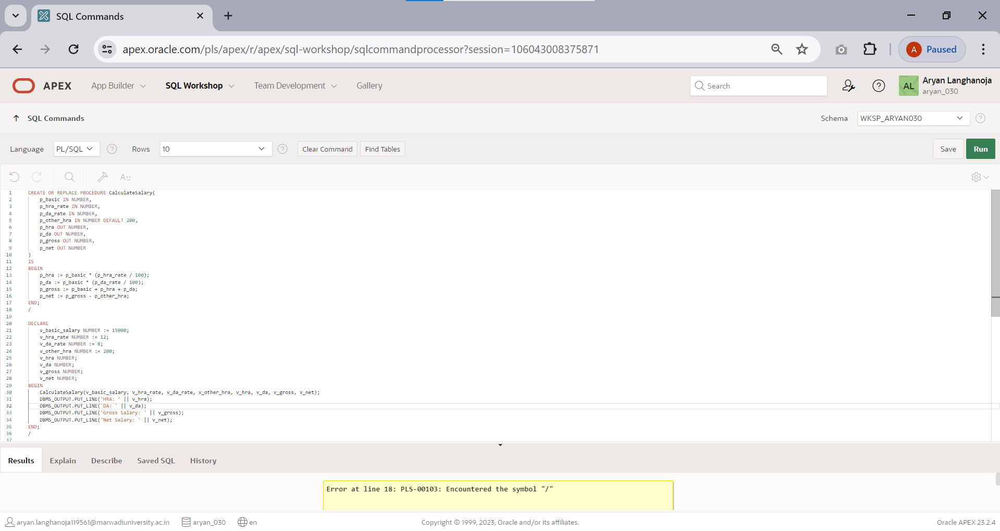 SQL Commands
apex.oracle.com/pls/apex/r/apex/sql-workshop/sqlcommandprocessor?session=106043008375871
A Paused
APEX App Builder SQL Workshop Team Development Gallery
Search
AL Aryan Langhanoja
aryan_030
SQL Commands
Schema WKSP_ARYAN030
Language PL/SQL Rows 10 Clear Command Find Tables Save Run
1 CREATE OR REPLACE PROCEDURE CalculateSalary(
2 p_basic IN NUMBER,
3 p_hra_rate IN NUMBER,
4 p_da_rate IN NUMBER,
5 p_other_hra IN NUMBER DEFAULT 200,
6 p_hra OUT NUMBER,
7 p_da OUT NUMBER,
8 p_gross OUT NUMBER,
9 p_net OUT NUMBER
10 )
11 IS
12 BEGIN
13 p_hra := p_basic * (p_hra_rate / 100);
14 p_da := p_basic * (p_da_rate / 100);
15 p_gross := p_basic + p_hra + p_da;
16 p_net := p_gross - p_other_hra;
17 END;
18 /
19
20 DECLARE
21 v_basic_salary NUMBER := 15000;
22 v_hra_rate NUMBER := 12;
23 v_da_rate NUMBER := 8;
24 v_other_hra NUMBER := 200;
25 v_hra NUMBER;
26 v_da NUMBER;
27 v_gross NUMBER;
28 v_net NUMBER;
29 BEGIN
30 CalculateSalary(v_basic_salary, v_hra_rate, v_da_rate, v_other_hra, v_hra, v_da, v_gross, v_net);
31 DBMS_OUTPUT.PUT_LINE('HRA: ' || v_hra);
32 DBMS_OUTPUT.PUT_LINE('DA: ' || v_da);
33 DBMS_OUTPUT.PUT_LINE('Gross Salary: ' || v_gross);
34 DBMS_OUTPUT.PUT_LINE('Net Salary: ' || v_net);
35 END;
36 /
37
Results Explain Describe Saved SQL History
Error at line 18: PLS-00103: Encountered the symbol "/"
aryan.langhanoja119561@marwadiuniversity.ac.in aryan_030 en Copyright © 1999, 2023, Oracle and/or its affiliates. Oracle APEX 23.2.4